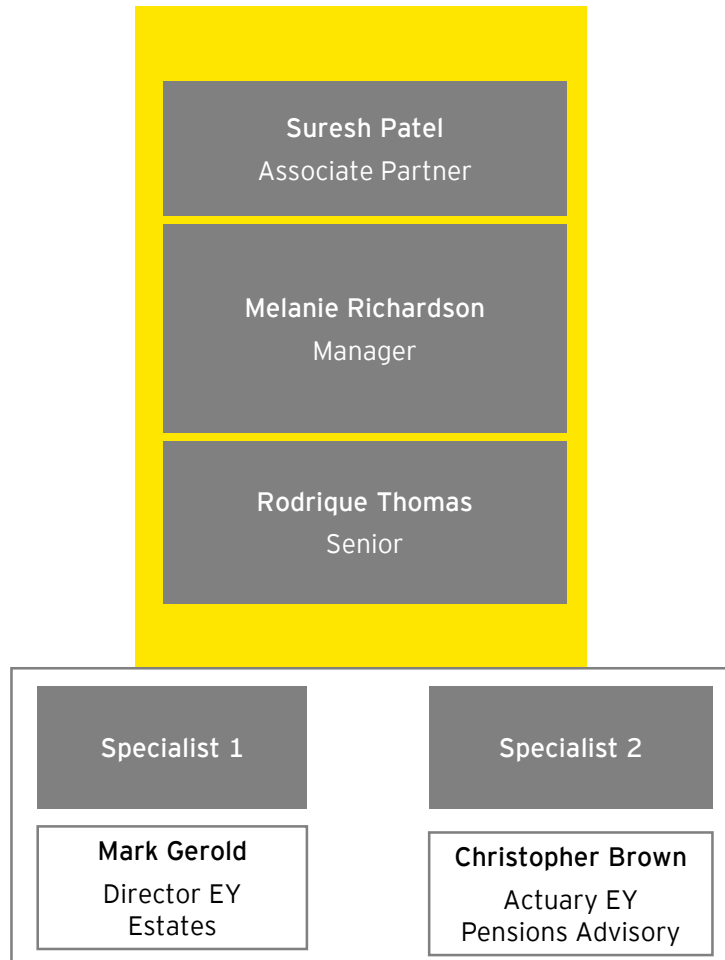 Suresh Patel
Associate Partner
Melanie Richardson
Manager
Rodrique Thomas
Senior
Specialist 1
Specialist 2
Mark Gerold
Director EY
Estates
Christopher Brown
Actuary EY
Pensions Advisory